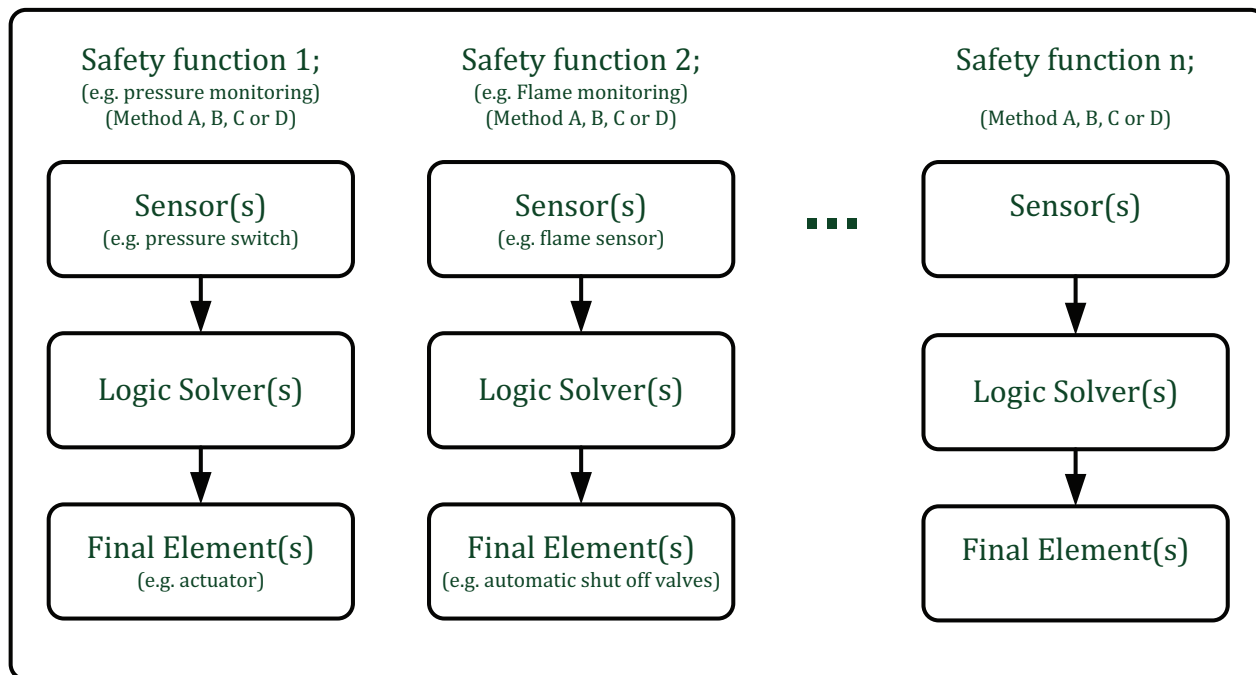 Safety function 1;
(e.g. pressure monitoring)
(Method A, B, C or D)
Sensor(s)
(e.g. pressure switch)
Logic Solver(s)
Final Element(s)
(e.g. actuator)
Safety function 2;
(e.g. Flame monitoring)
(Method A, B, C or D)
Sensor(s)
(e.g. flame sensor)
Logic Solver(s)
Final Element(s)
(e.g. automatic shut off valves)
...
Safety function n;
(Method A, B, C or D)
Sensor(s)
Logic Solver(s)
Final Element(s)